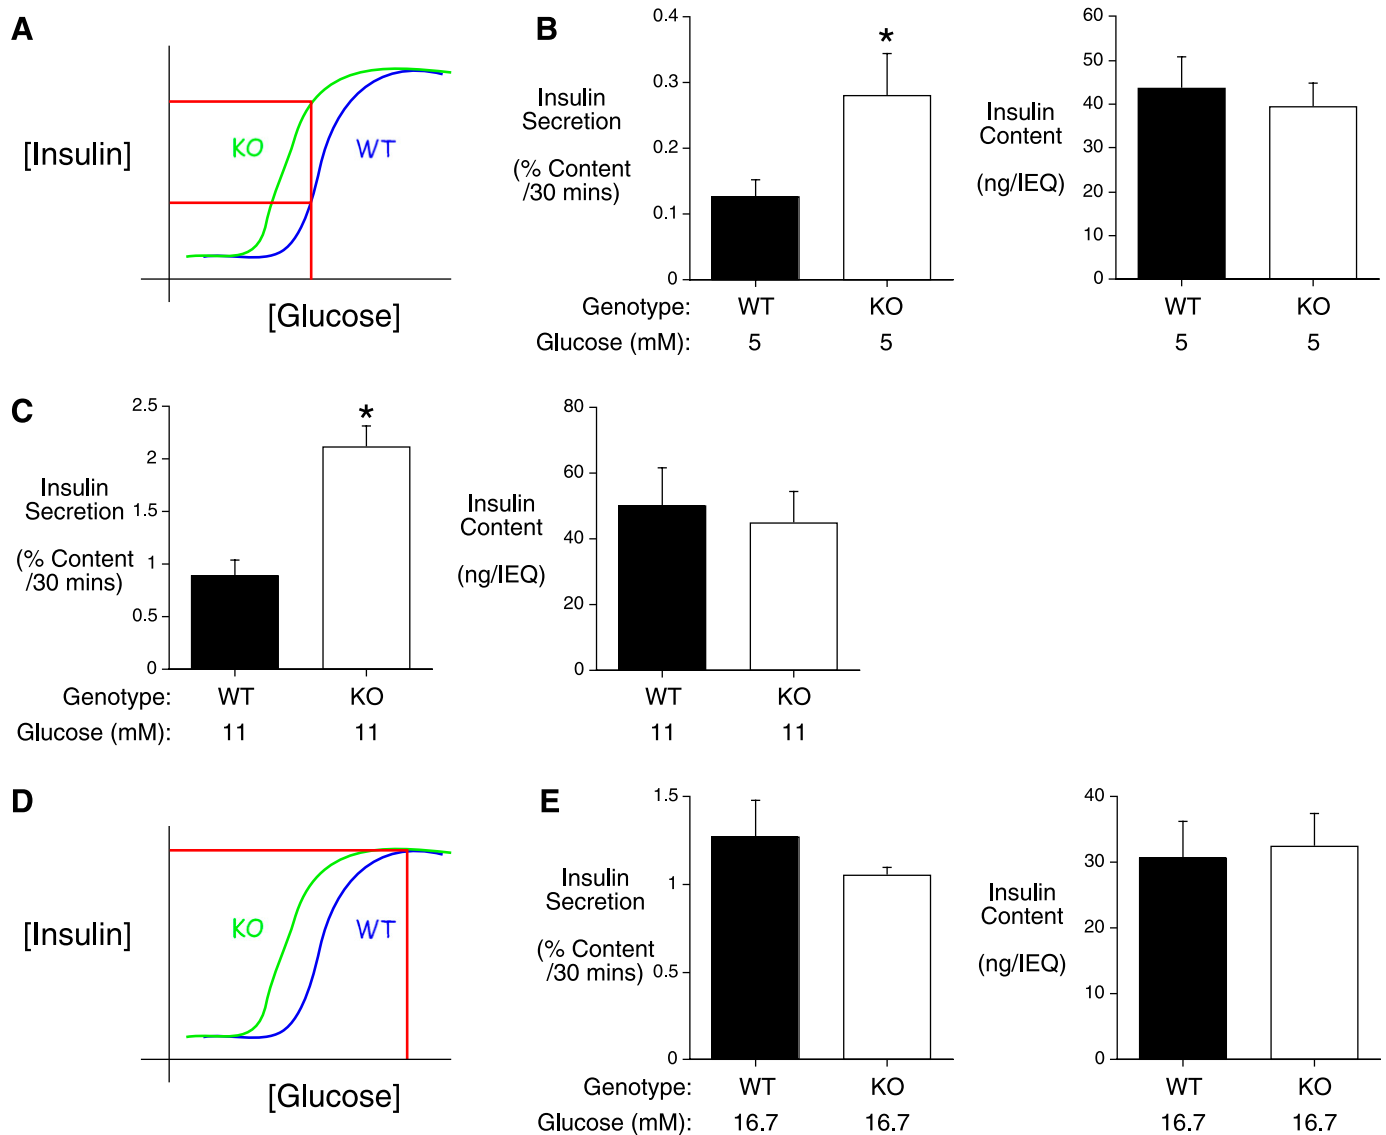 A
[Insulin]
KO
WT
[Glucose]
B
Insulin
Secretion
(% Content
/30 mins)
0.4
0.3
0.2
0.1
0
*
Genotype: WT KO
Glucose (mM): 5 5
Insulin
Content
(ng/IEQ)
60
50
40
30
20
10
0
WT KO
5 5
C
Insulin
Secretion
(% Content
/30 mins)
2.5
2
1.5
1
0.5
0
*
Genotype: WT KO
Glucose (mM): 11 11
Insulin
Content
(ng/IEQ)
80
60
40
20
0
WT KO
11 11
D
[Insulin]
KO
WT
[Glucose]
E
Insulin
Secretion
(% Content
/30 mins)
1.5
1
0.5
0
Genotype: WT KO
Glucose (mM): 16.7 16.7
Insulin
Content
(ng/IEQ)
40
30
20
10
0
WT KO
16.7 16.7